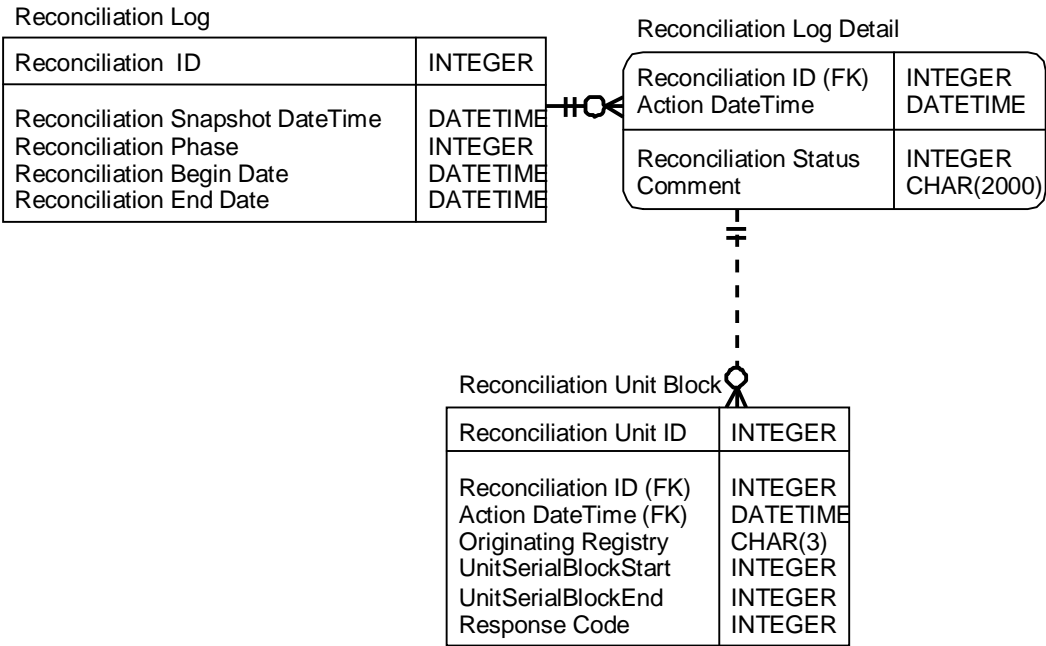 Reconciliation Log
Reconciliation ID INTEGER
Reconciliation Snapshot DateTime DATETIME
Reconciliation Phase INTEGER
Reconciliation Begin Date DATETIME
Reconciliation End Date DATETIME
Reconciliation Log Detail
Reconciliation ID (FK) INTEGER
Action DateTime DATETIME
Reconciliation Status INTEGER
Comment CHAR(2000)
Reconciliation Unit Block
Reconciliation Unit ID INTEGER
Reconciliation ID (FK) INTEGER
Action DateTime (FK) DATETIME
Originating Registry CHAR(3)
UnitSerialBlockStart INTEGER
UnitSerialBlockEnd INTEGER
Response Code INTEGER